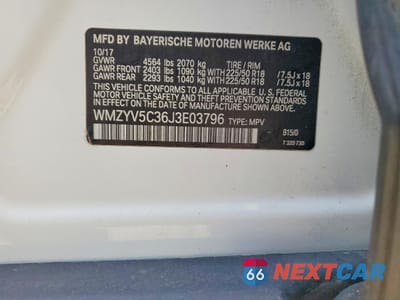 MFD BY BAYERISCHE MOTOREN WERKE AG
10/17 TIRE / RIM
GVWR 4564 lbs 2070 kg
GAWR FRONT 2403 lbs 1090 kg WITH 225/50 R18 / 7.5J x 18
GAWR REAR 2293 lbs 1040 kg WITH 225/50 R18 / 7.5J x 18
THIS VEHICLE CONFORMS TO ALL APPLICABLE U.S. FEDERAL
MOTOR VEHICLE SAFETY STANDARDS IN EFFECT ON THE
DATE OF MANUFACTURE SHOWN ABOVE.
WMZYV5C36J3E03796 TYPE: MPV
B15/0
7 333 730
66 NEXTCAR